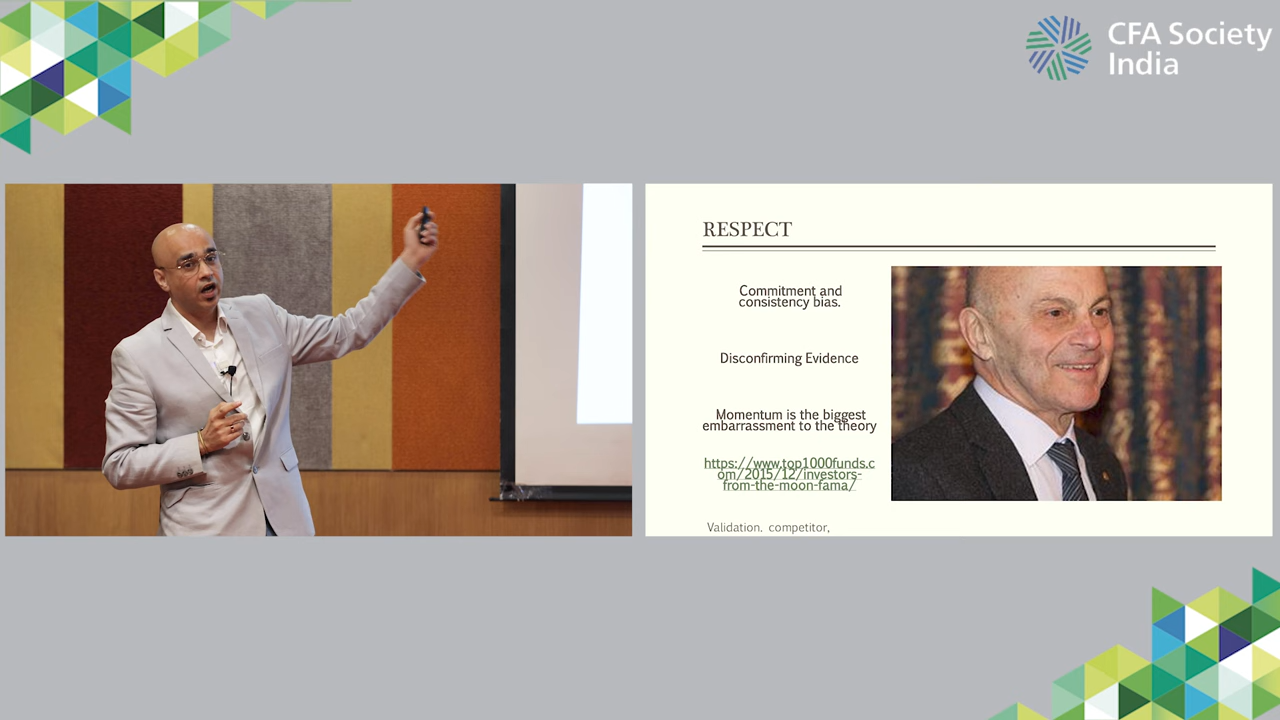 CFA Society
India
RESPECT
Commitment and
consistency bias.
Disconfirming Evidence
Momentum is the biggest
embarrassment to the theory
https://www.top1000funds.c
om/2015/12/investors-
from-the-moon-fama/
Validation, competitor,